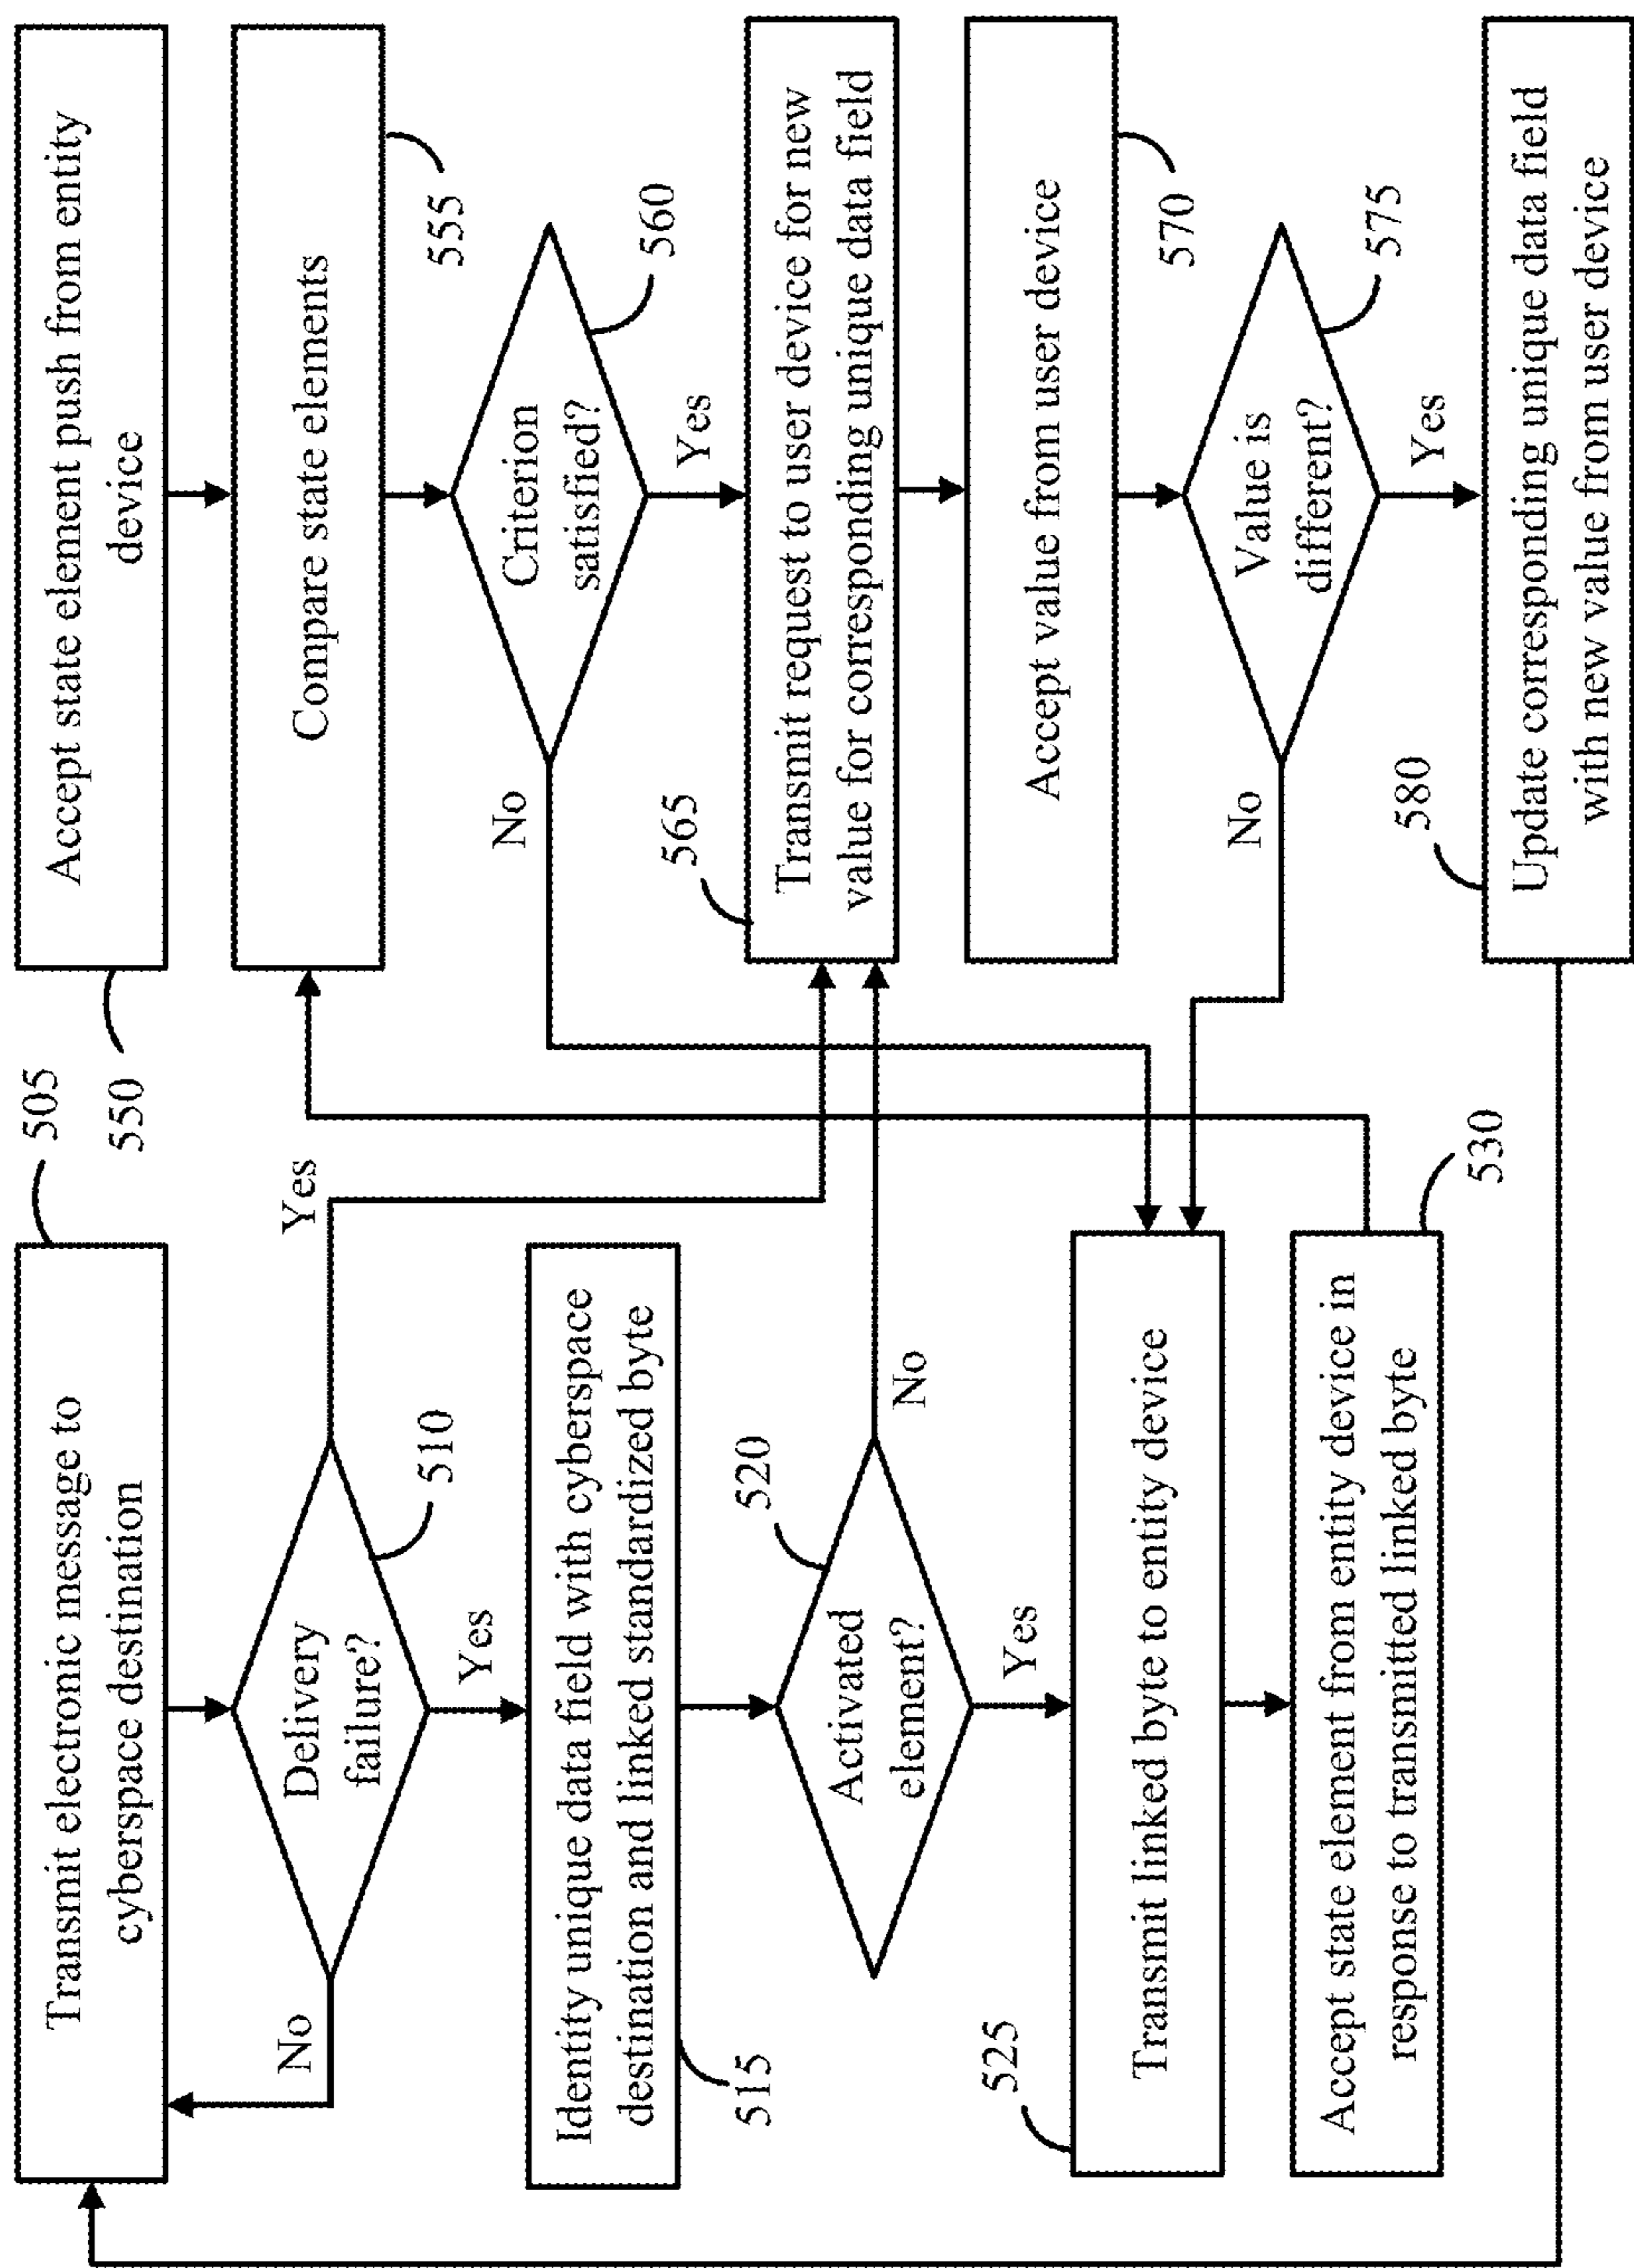 505
Transmit electronic message to
cyberspace destination
No
Delivery
failure?
510
Yes
Yes
Identity unique data field with cyberspace
destination and linked standardized byte
515
Activated
element?
520
No
Yes
525
Transmit linked byte to entity device
Accept state element from entity device in
response to transmitted linked byte
530
550
Accept state element push from entity
device
Compare state elements
555
No
Criterion
satisfied?
560
Yes
565
Transmit request to user device for new
value for corresponding unique data field
Accept value from user device
570
No
Value is
different?
575
Yes
580
Update corresponding unique data field
with new value from user device